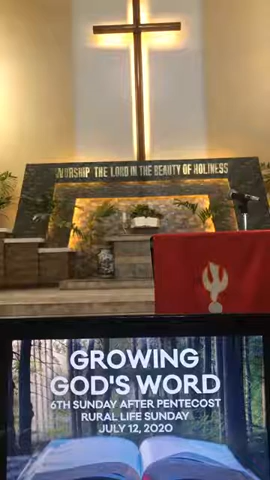 WORSHIP THE LORD IN THE BEAUTY OF HOLINESS
GROWING
GOD'S WORD
6TH SUNDAY AFTER PENTECOST
RURAL LIFE SUNDAY
JULY 12, 2020